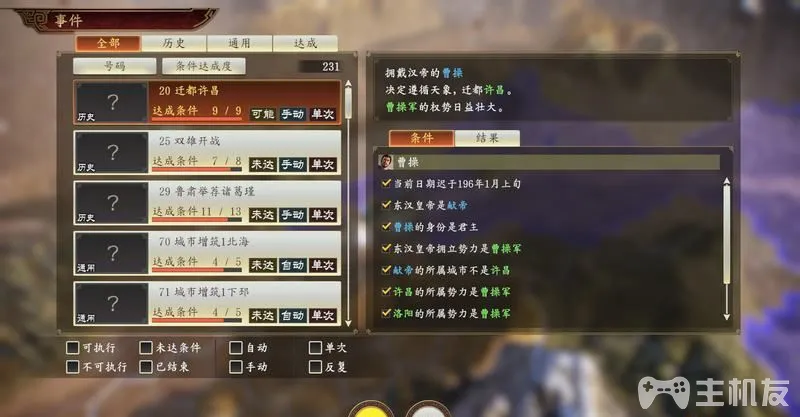 事件
全部 历史 通用 达成
号码 条件达成度 231
20 迁都许昌
历史 达成条件 9 / 9 可能 手动 单次
25 双雄开战
历史 达成条件 7 / 8 未达 手动 单次
29 鲁肃举荐诸葛瑾
历史 达成条件 11 / 13 未达 手动 单次
70 城市增筑1北海
通用 达成条件 4 / 5 未达 自动 单次
71 城市增筑1下邳
通用 达成条件 4 / 5 未达 自动 单次
可执行 未达条件 自动 单次
不可执行 已结束 手动 反复
拥戴汉帝的曹操
决定遵循天象，迁都许昌。
曹操军的权势日益壮大。
条件 结果
曹操
当前日期迟于196年1月上旬
东汉皇帝是献帝
曹操的身份是君主
东汉皇帝拥立势力是曹操军
献帝的所属城市不是许昌
许昌的所属势力是曹操军
洛阳的所属势力是曹操军
主机友